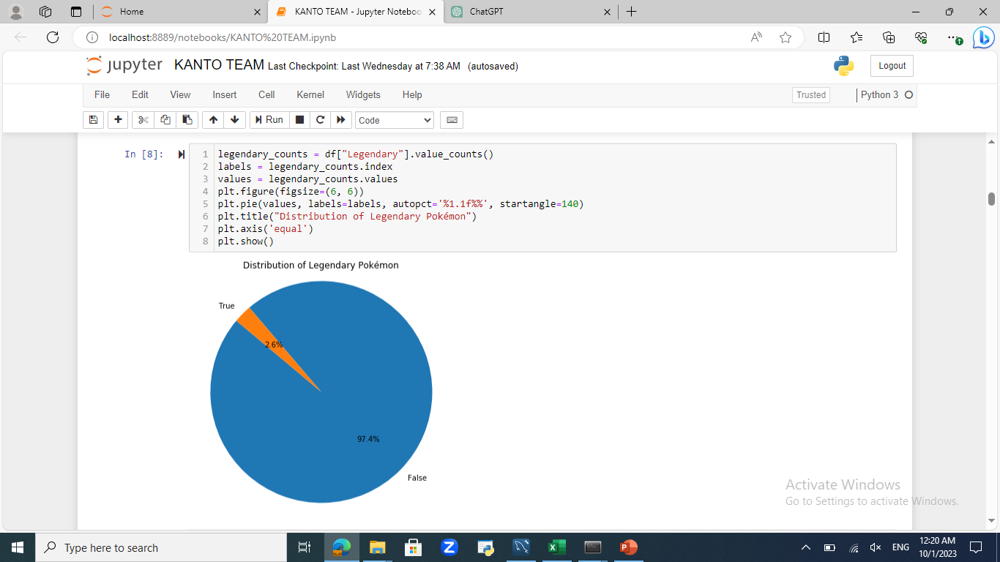 Home
KANTO TEAM - Jupyter Noteboo
ChatGPT
localhost:8889/notebooks/KANTO%20TEAM.ipynb
jupyter KANTO TEAM Last Checkpoint: Last Wednesday at 7:38 AM (autosaved)
Logout
File Edit View Insert Cell Kernel Widgets Help
Trusted
Python 3
Run
Code
In [8]:
1 legendary_counts = df["Legendary"].value_counts()
2 labels = legendary_counts.index
3 values = legendary_counts.values
4 plt.figure(figsize=(6, 6))
5 plt.pie(values, labels=labels, autopct='%1.1f%%', startangle=140)
6 plt.title("Distribution of Legendary Pokémon")
7 plt.axis('equal')
8 plt.show()
Distribution of Legendary Pokémon
True
2.6%
97.4%
False
Activate Windows
Go to Settings to activate Windows.
Type here to search
ENG
12:20 AM
10/1/2023